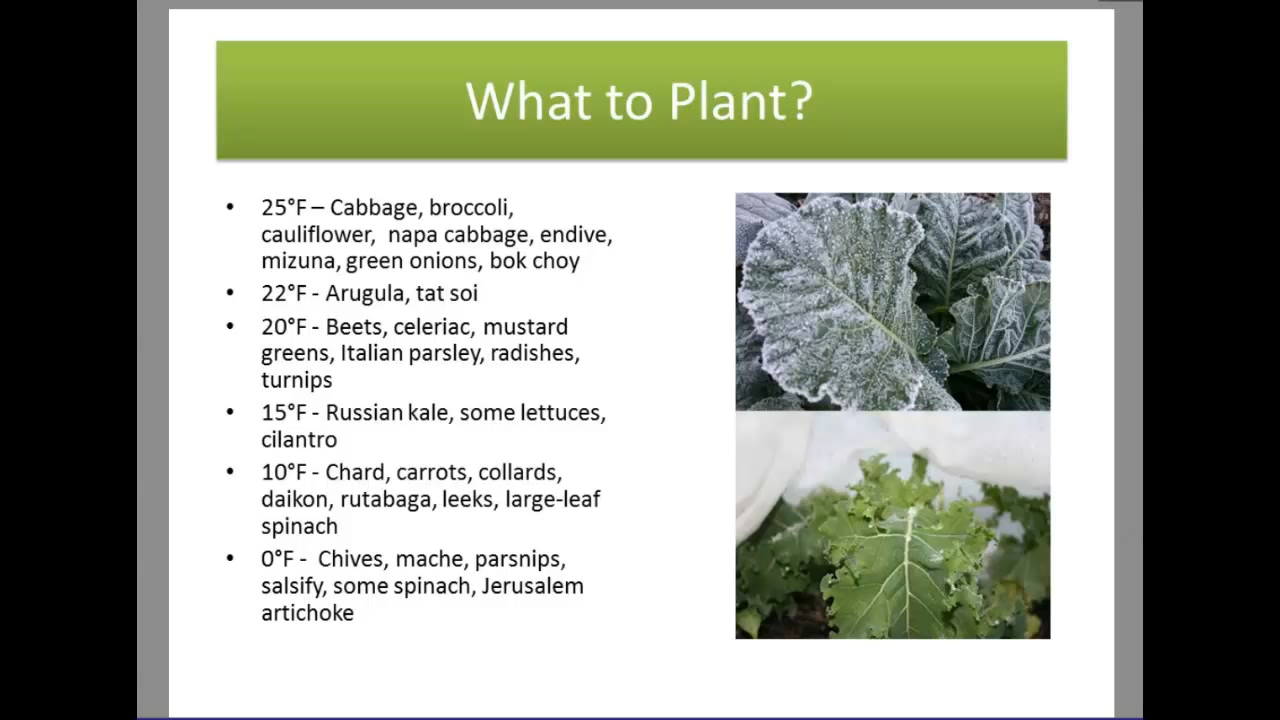 What to Plant?
• 25°F – Cabbage, broccoli,
cauliflower,  napa cabbage, endive,
mizuna, green onions, bok choy
• 22°F - Arugula, tat soi
• 20°F - Beets, celeriac, mustard
greens, Italian parsley, radishes,
turnips
• 15°F - Russian kale, some lettuces,
cilantro
• 10°F - Chard, carrots, collards,
daikon, rutabaga, leeks, large-leaf
spinach
• 0°F -  Chives, mache, parsnips,
salsify, some spinach, Jerusalem
artichoke